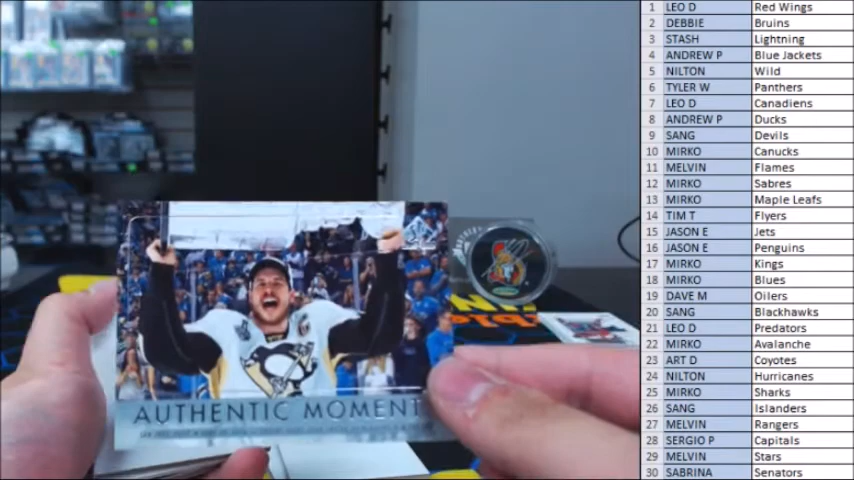 AUTHENTIC MOMENT
1 LEO D Red Wings
2 DEBBIE Bruins
3 STASH Lightning
4 ANDREW P Blue Jackets
5 NILTON Wild
6 TYLER W Panthers
7 LEO D Canadiens
8 ANDREW P Ducks
9 SANG Devils
10 MIRKO Canucks
11 MELVIN Flames
12 MIRKO Sabres
13 MIRKO Maple Leafs
14 TIM T Flyers
15 JASON E Jets
16 JASON E Penguins
17 MIRKO Kings
18 MIRKO Blues
19 DAVE M Oilers
20 SANG Blackhawks
21 LEO D Predators
22 MIRKO Avalanche
23 ART D Coyotes
24 NILTON Hurricanes
25 MIRKO Sharks
26 SANG Islanders
27 MELVIN Rangers
28 SERGIO P Capitals
29 MELVIN Stars
30 SABRINA Senators